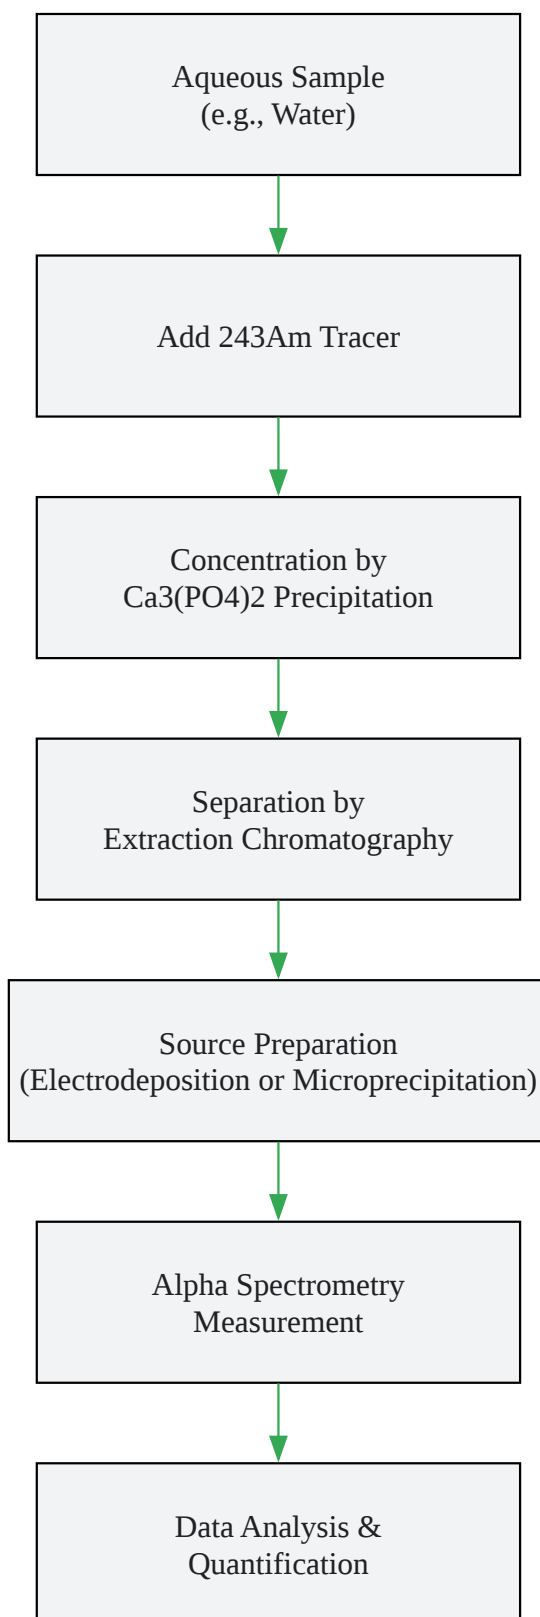 Aqueous Sample
(e.g., Water)
Add 243Am Tracer
Concentration by
Ca3(PO4)2 Precipitation
Separation by
Extraction Chromatography
Source Preparation
(Electrodeposition or Microprecipitation)
Alpha Spectrometry
Measurement
Data Analysis &
Quantification